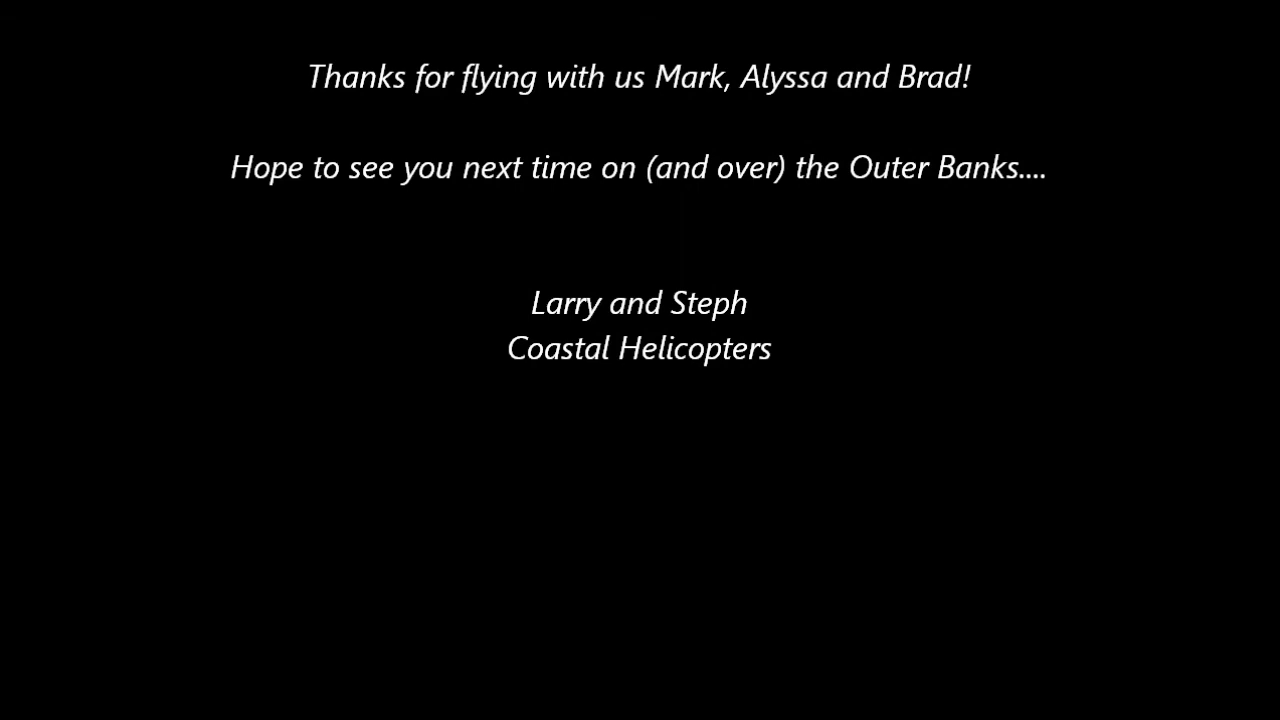 Thanks for flying with us Mark, Alyssa and Brad!
Hope to see you next time on (and over) the Outer Banks....
Larry and Steph
Coastal Helicopters